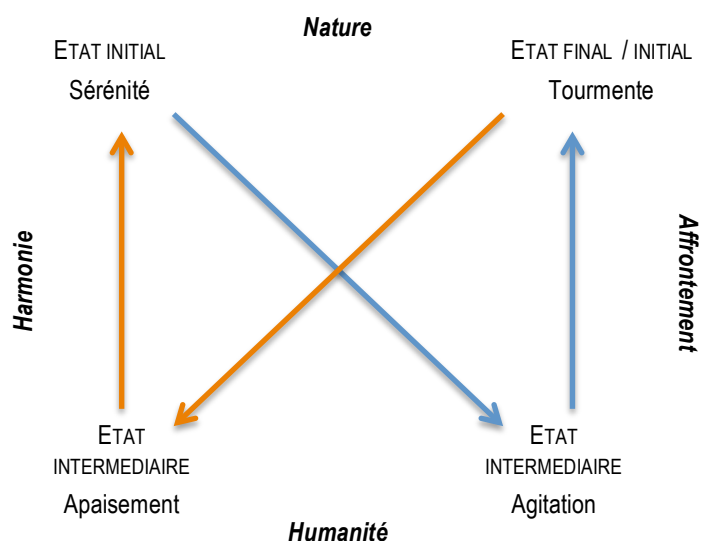 Nature
ETAT INITIAL
Sérénité
ETAT FINAL / INITIAL
Tourmente
Harmonie
Affrontement
ETAT
INTERMEDIAIRE
Apaisement
ETAT
INTERMEDIAIRE
Agitation
Humanité